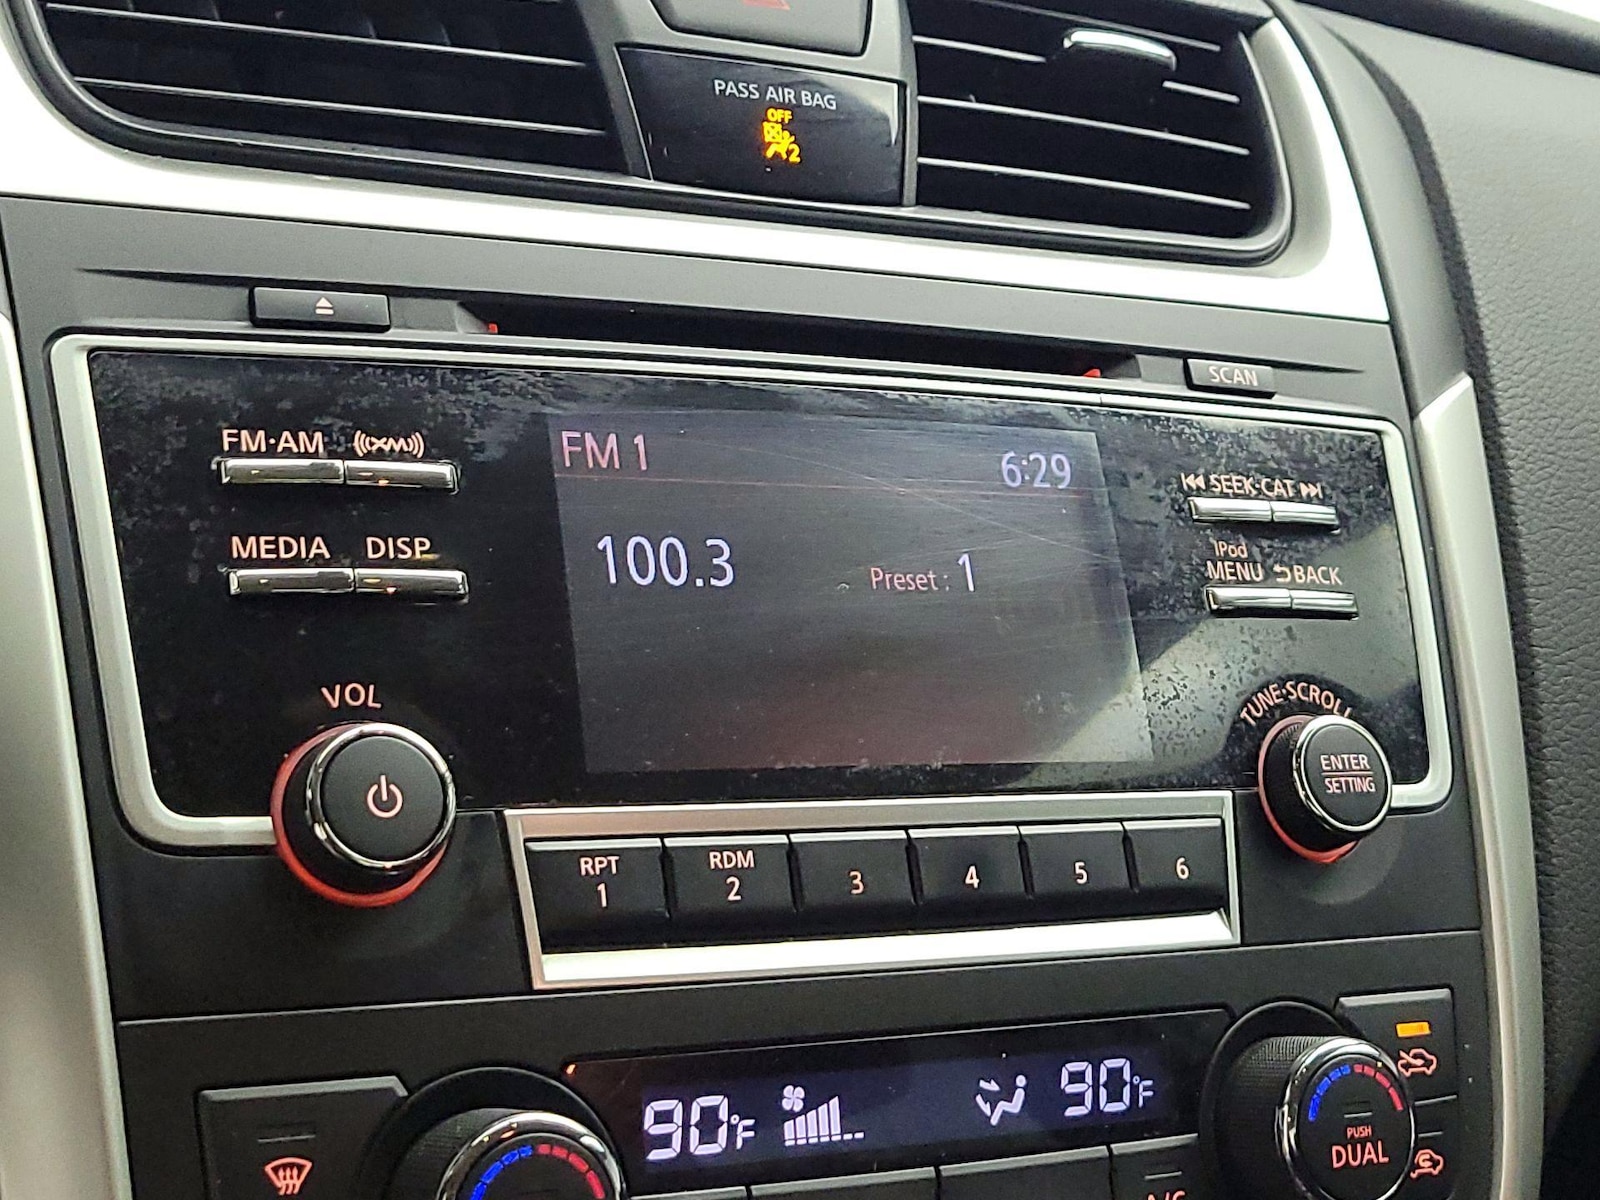 PASS AIR BAG
OFF
2
SCAN
FM·AM (((XM)))
FM 1
6:29
SEEK·CAT
MEDIA DISP
100.3
Preset : 1
iPod
MENU BACK
VOL
TUNE·SCROLL
ENTER
SETTING
RPT
1
RDM
2
3
4
5
6
90°F
90°F
PUSH
DUAL
A/C